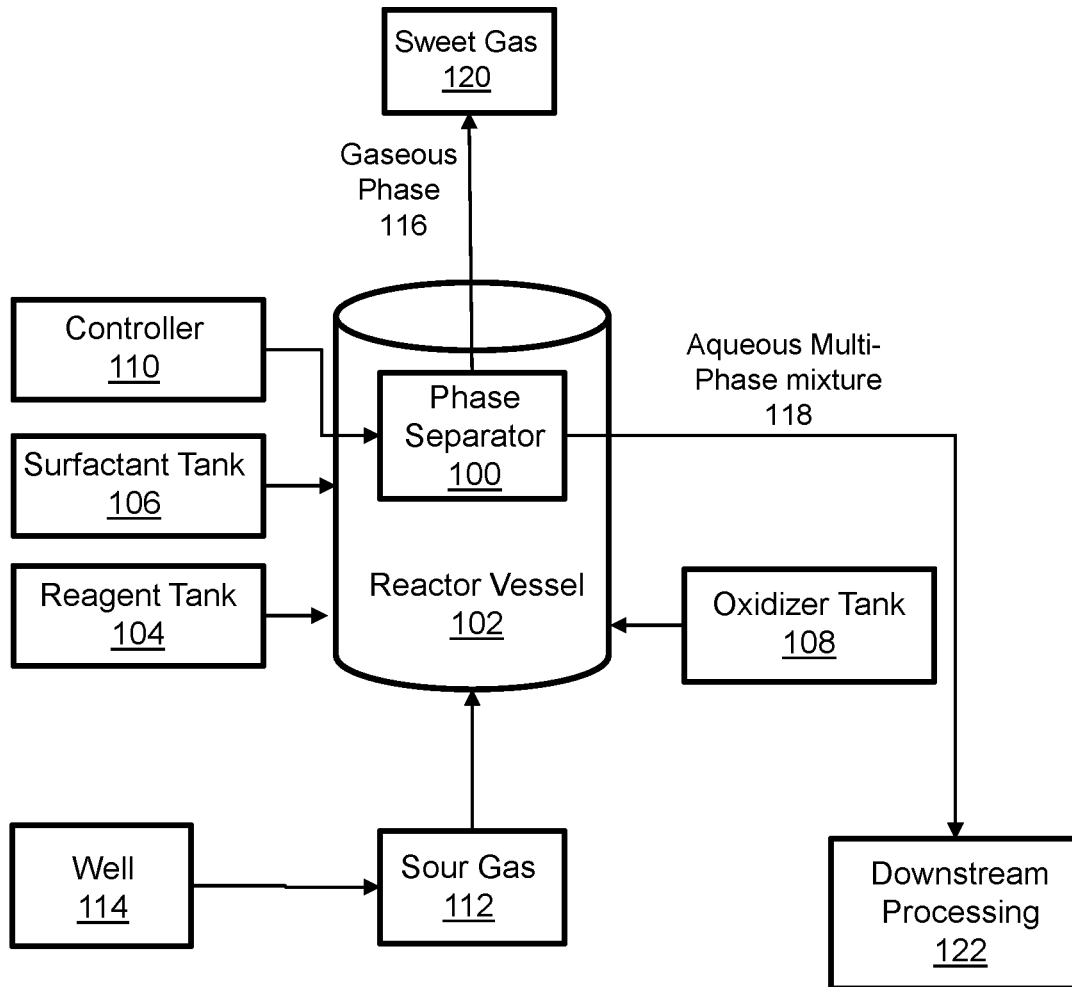 Sweet Gas
120
Gaseous
Phase
116
Controller
110
Aqueous Multi-
Phase mixture
118
Phase
Separator
100
Surfactant Tank
106
Reagent Tank
104
Reactor Vessel
102
Oxidizer Tank
108
Well
114
Sour Gas
112
Downstream
Processing
122